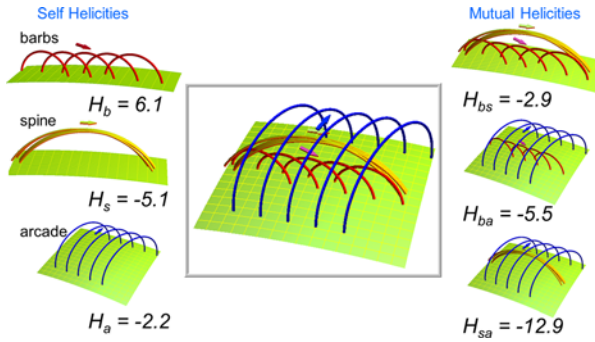 Self Helicities
barbs
H_b = 6.1
spine
H_s = -5.1
arcade
H_a = -2.2
Mutual Helicities
H_bs = -2.9
H_ba = -5.5
H_sa = -12.9